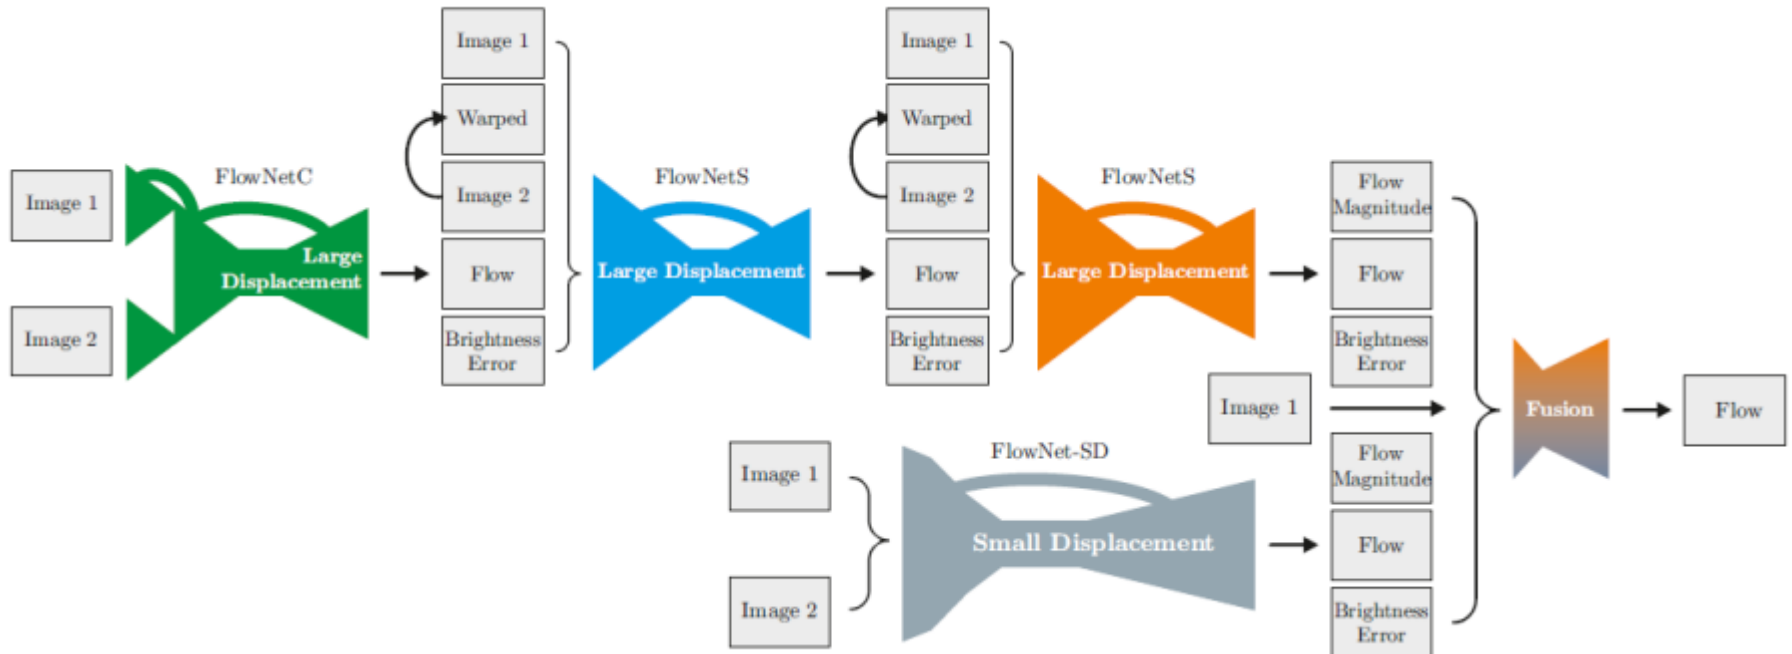 Image 1
Image 2
FlowNetC
Large
Displacement
Image 1
Warped
Image 2
Flow
Brightness
Error
FlowNetS
Large Displacement
Image 1
Warped
Image 2
Flow
Brightness
Error
FlowNetS
Large Displacement
Flow
Magnitude
Flow
Brightness
Error
Image 1
Image 1
Image 2
FlowNet-SD
Small Displacement
Flow
Magnitude
Flow
Brightness
Error
Fusion
Flow